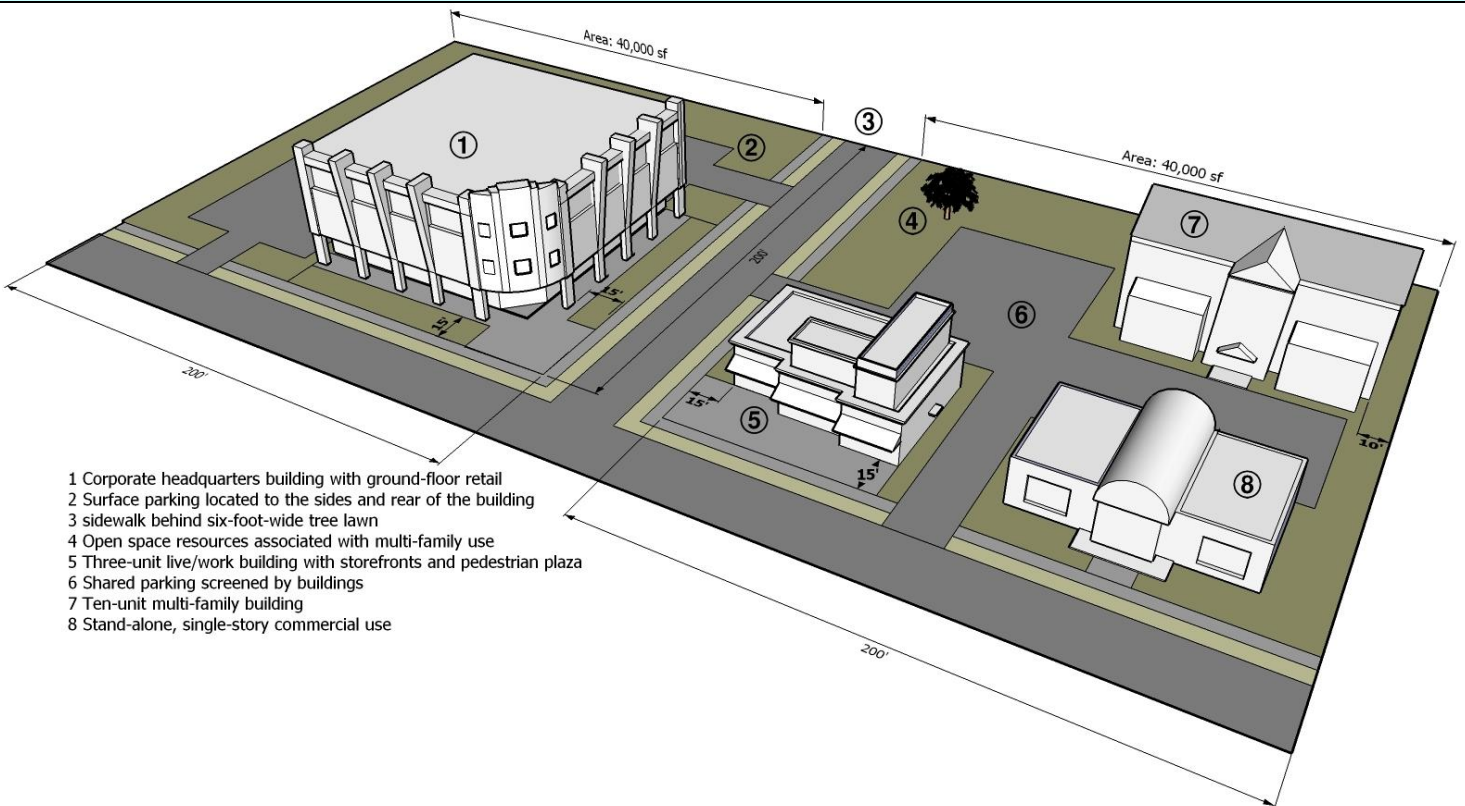 Area: 40,000 sf
③
①
②
Area: 40,000 sf
④
⑦
200'
15'
⑥
15'
200'
15'
⑤
10'
15'
⑧
1 Corporate headquarters building with ground-floor retail
2 Surface parking located to the sides and rear of the building
3 sidewalk behind six-foot-wide tree lawn
4 Open space resources associated with multi-family use
5 Three-unit live/work building with storefronts and pedestrian plaza
6 Shared parking screened by buildings
7 Ten-unit multi-family building
8 Stand-alone, single-story commercial use
200'